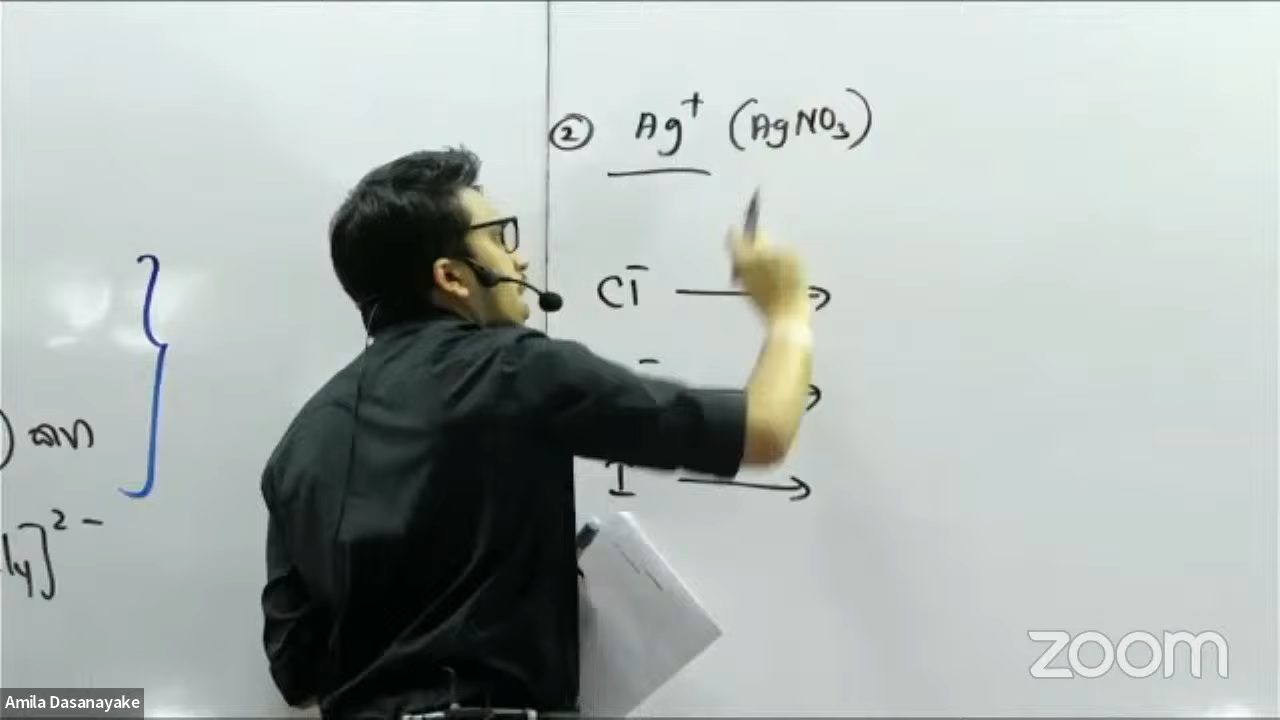 ② Ag⁺ (AgNO₃)
Cl⁻ →
⁻ →
I →
) නා
]²⁻
zoom
Amila Dasanayake